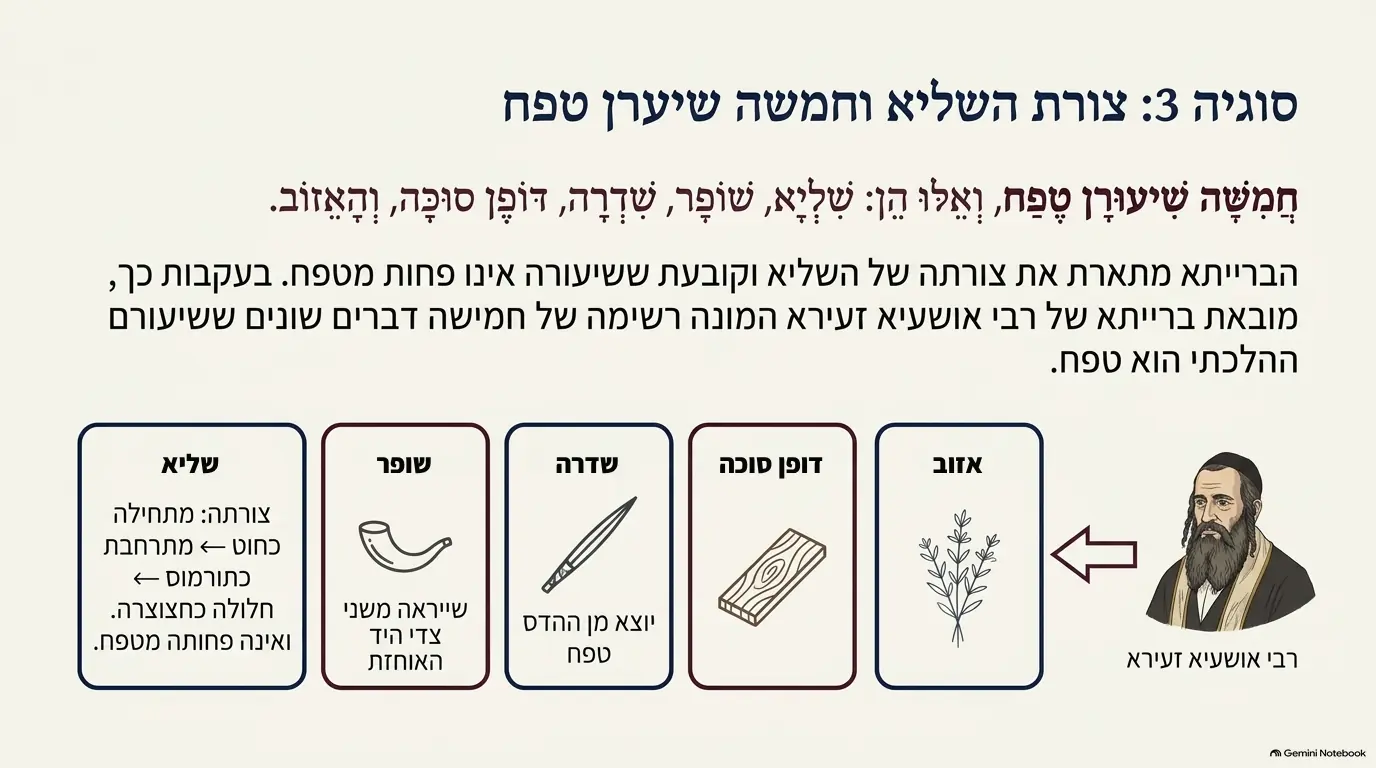 סוגיה 3: צורת השליא וחמשה שיערן טפח
חֲמִשָּׁה שִׁיעוּרָן טֶפַח, וְאֵלּוּ הֵן: שִׁלְיָא, שׁוֹפָר, שִׁדְרָה, דּוֹפֶן סוּכָּה, וְהָאֵזוֹב.
הברייתא מתארת את צורתה של השליא וקובעת ששיעורה אינו פחות מטפח. בעקבות כך,
מובאת ברייתא של רבי אושעיא זעירא המונה רשימה של חמישה דברים שונים ששיעורם
ההלכתי הוא טפח.
רבי אושעיא זעירא
אזוב
דופן סוכה
שדרה
יוצא מן ההדס
טפח
שופר
שייראה משני
צדי היד
האוחזת
שליא
צורתה: מתחילה
כחוט ← מתרחבת
כתורמוס ←
חלולה כחצוצרה.
ואינה פחותה מטפח.
Gemini Notebook